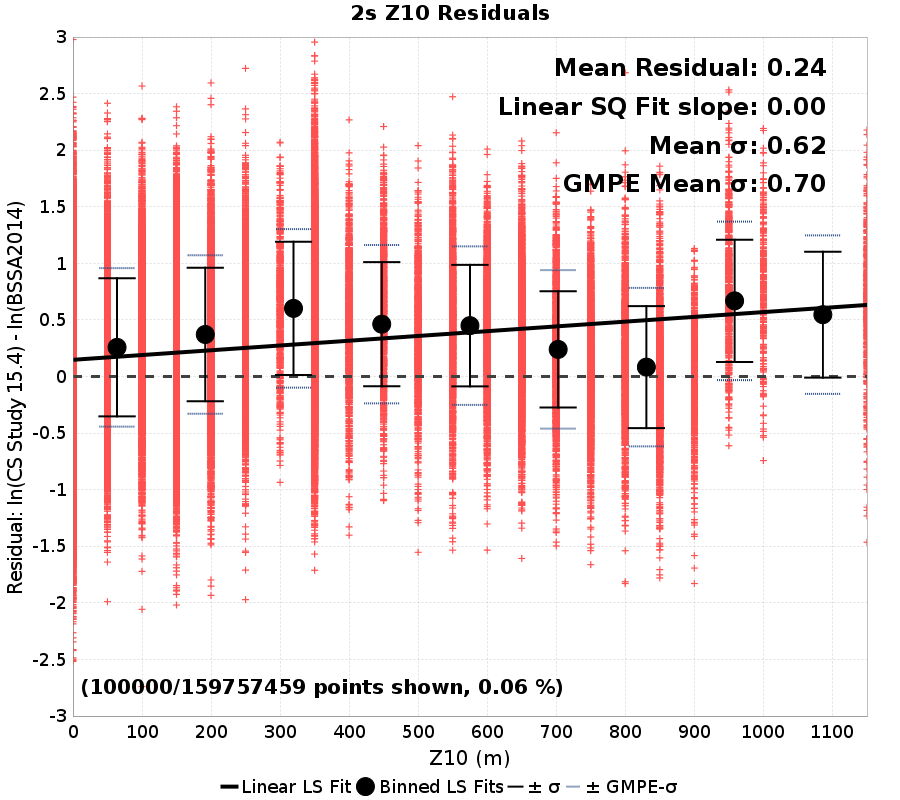 2s Z10 Residuals
Mean Residual: 0.24
Linear SQ Fit slope: 0.00
Mean σ: 0.62
GMPE Mean σ: 0.70
Residual: ln(CS Study 15.4) - ln(BSSA2014)
3
2.5
2
1.5
1
0.5
0
-0.5
-1
-1.5
-2
-2.5
-3
(100000/159757459 points shown, 0.06 %)
0 100 200 300 400 500 600 700 800 900 1000 1100
Z10 (m)
Linear LS Fit Binned LS Fits ± σ ± GMPE-σ